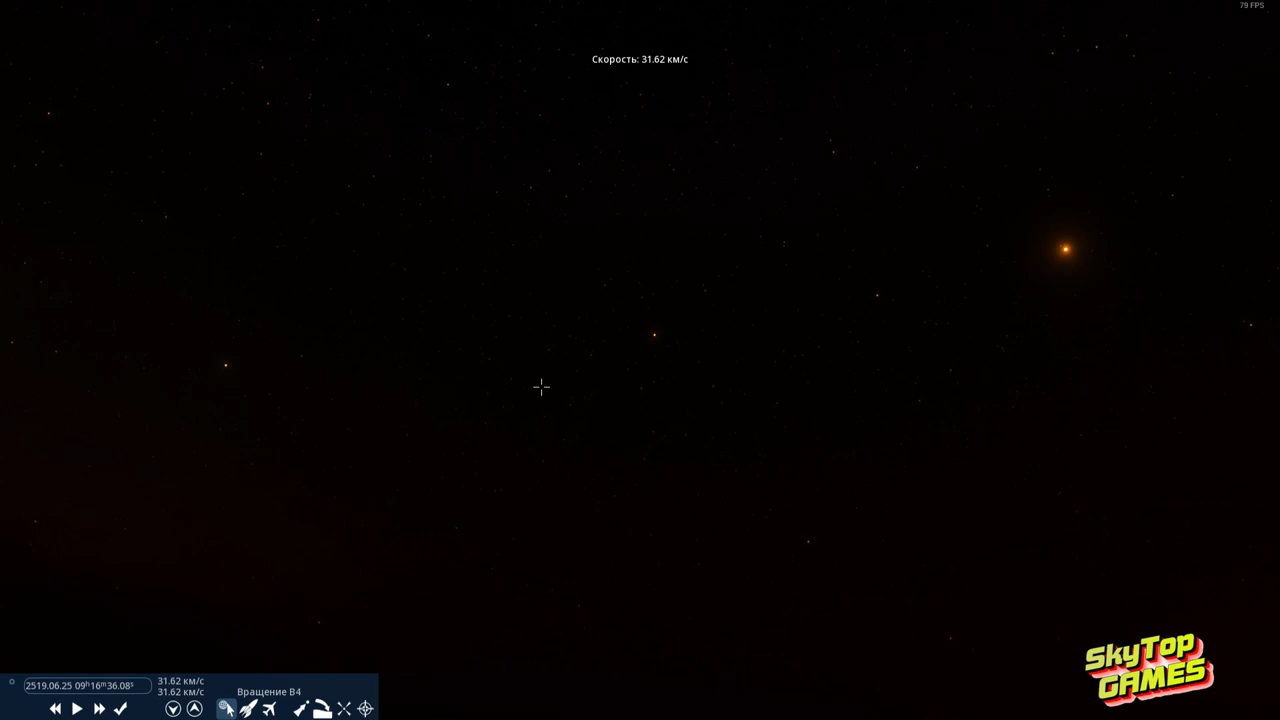 79 FPS
Скорость: 31.62 км/с
2519.06.25 09ʰ16ᵐ36.08ˢ
31.62 км/с
31.62 км/с
Вращение В4
SkyTop
GAMES